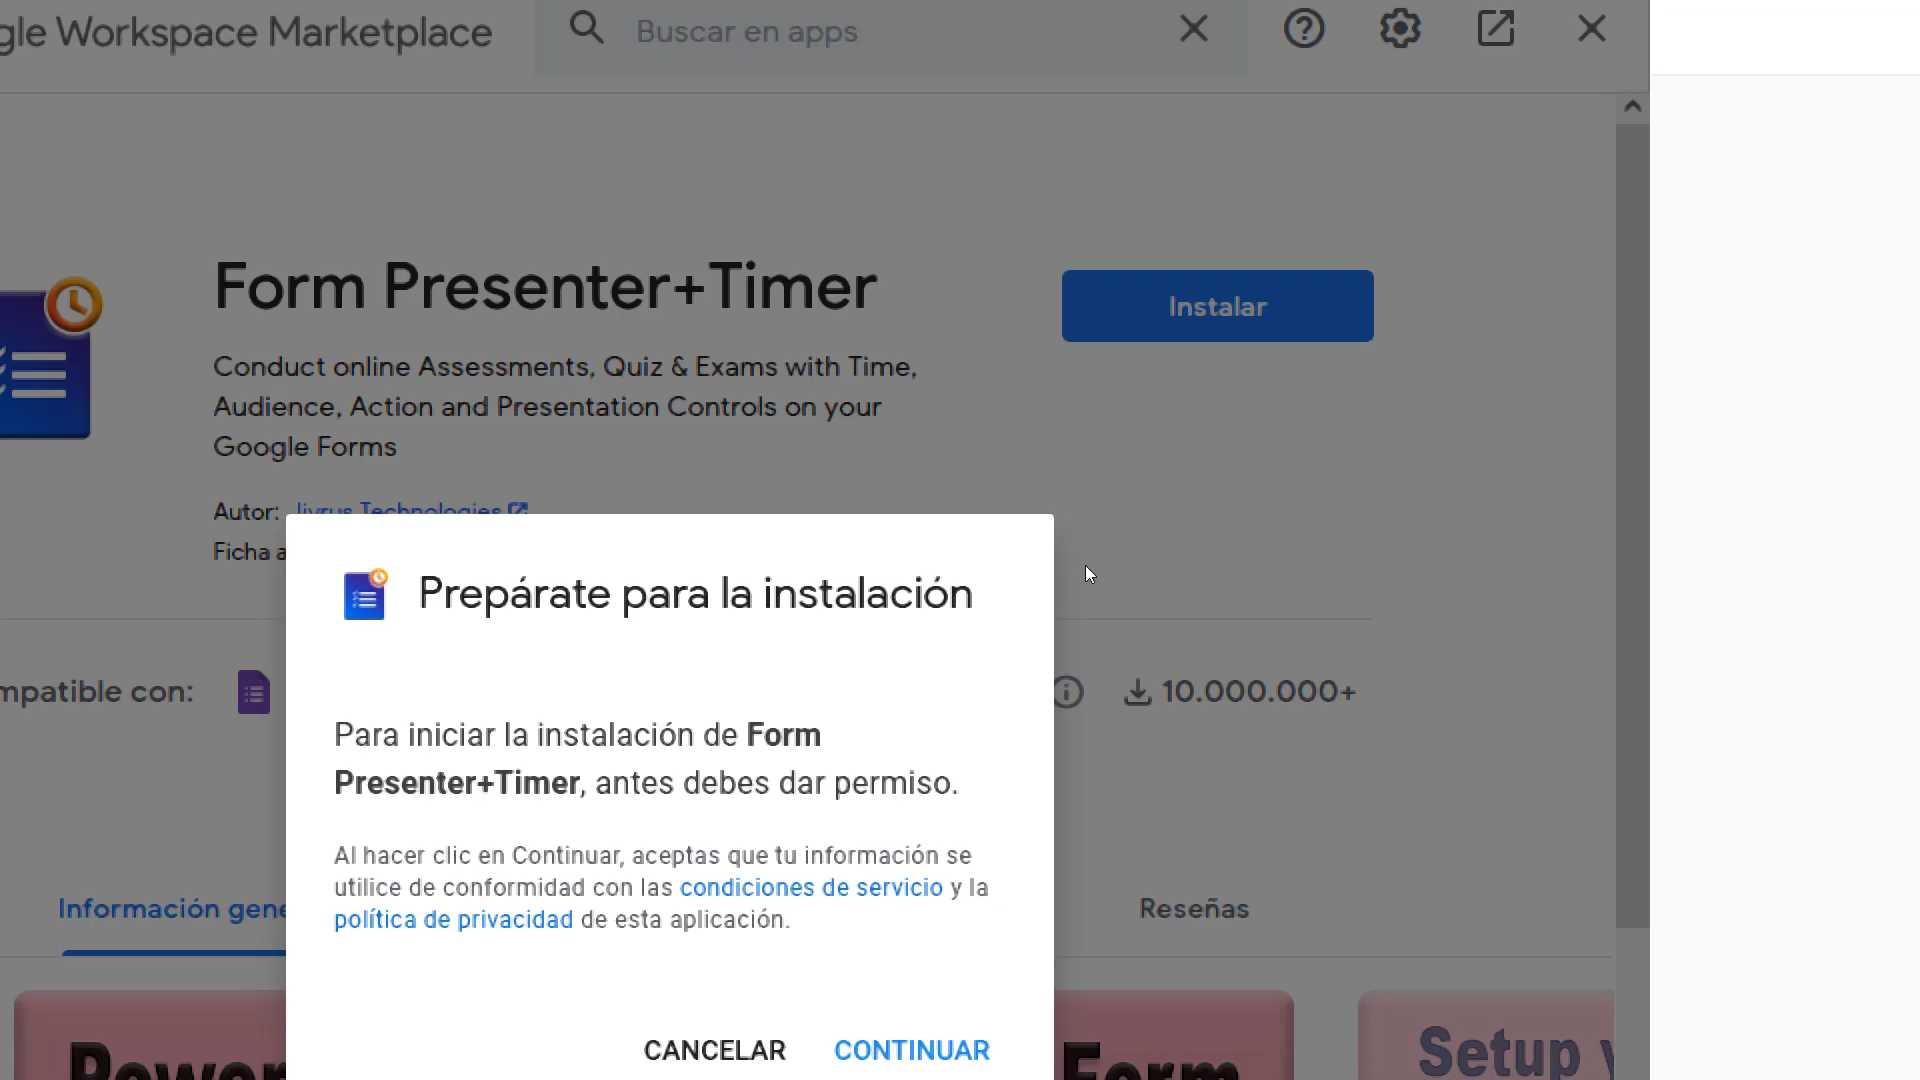 gle Workspace Marketplace
Buscar en apps
Form Presenter+Timer
Instalar
Conduct online Assessments, Quiz & Exams with Time,
Audience, Action and Presentation Controls on your
Google Forms
Autor: Jivrus Technologies
Ficha a
Prepárate para la instalación
mpatible con:
10.000.000+
Para iniciar la instalación de Form
Presenter+Timer, antes debes dar permiso.
Al hacer clic en Continuar, aceptas que tu información se
utilice de conformidad con las condiciones de servicio y la
política de privacidad de esta aplicación.
Información gene
Reseñas
CANCELAR
CONTINUAR
Power
Form
Setup